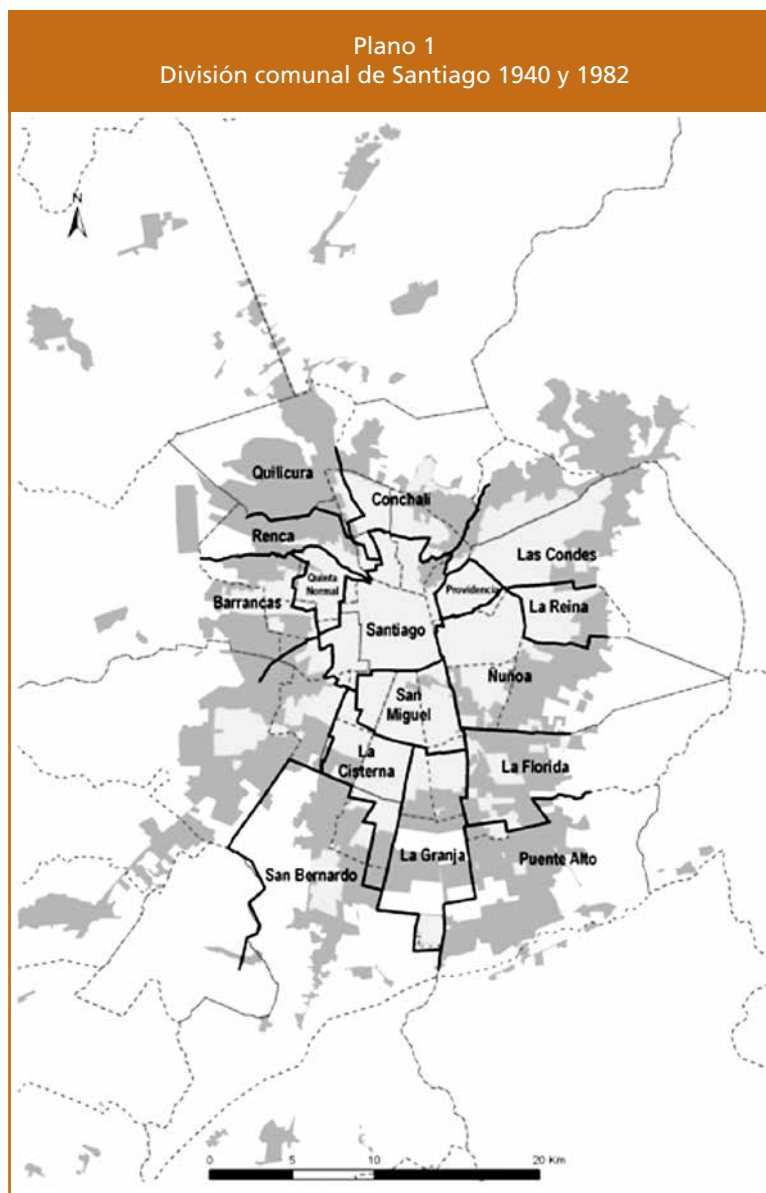 Plano 1
División comunal de Santiago 1940 y 1982
N
Quilicura
Conchalí
Renca
Las Condes
Quinta
Normal
Providencia
Barrancas
La Reina
Santiago
Ñuñoa
San
Miguel
La
Cisterna
La Florida
La Granja
Puente Alto
San Bernardo
0 5 10 20 Km